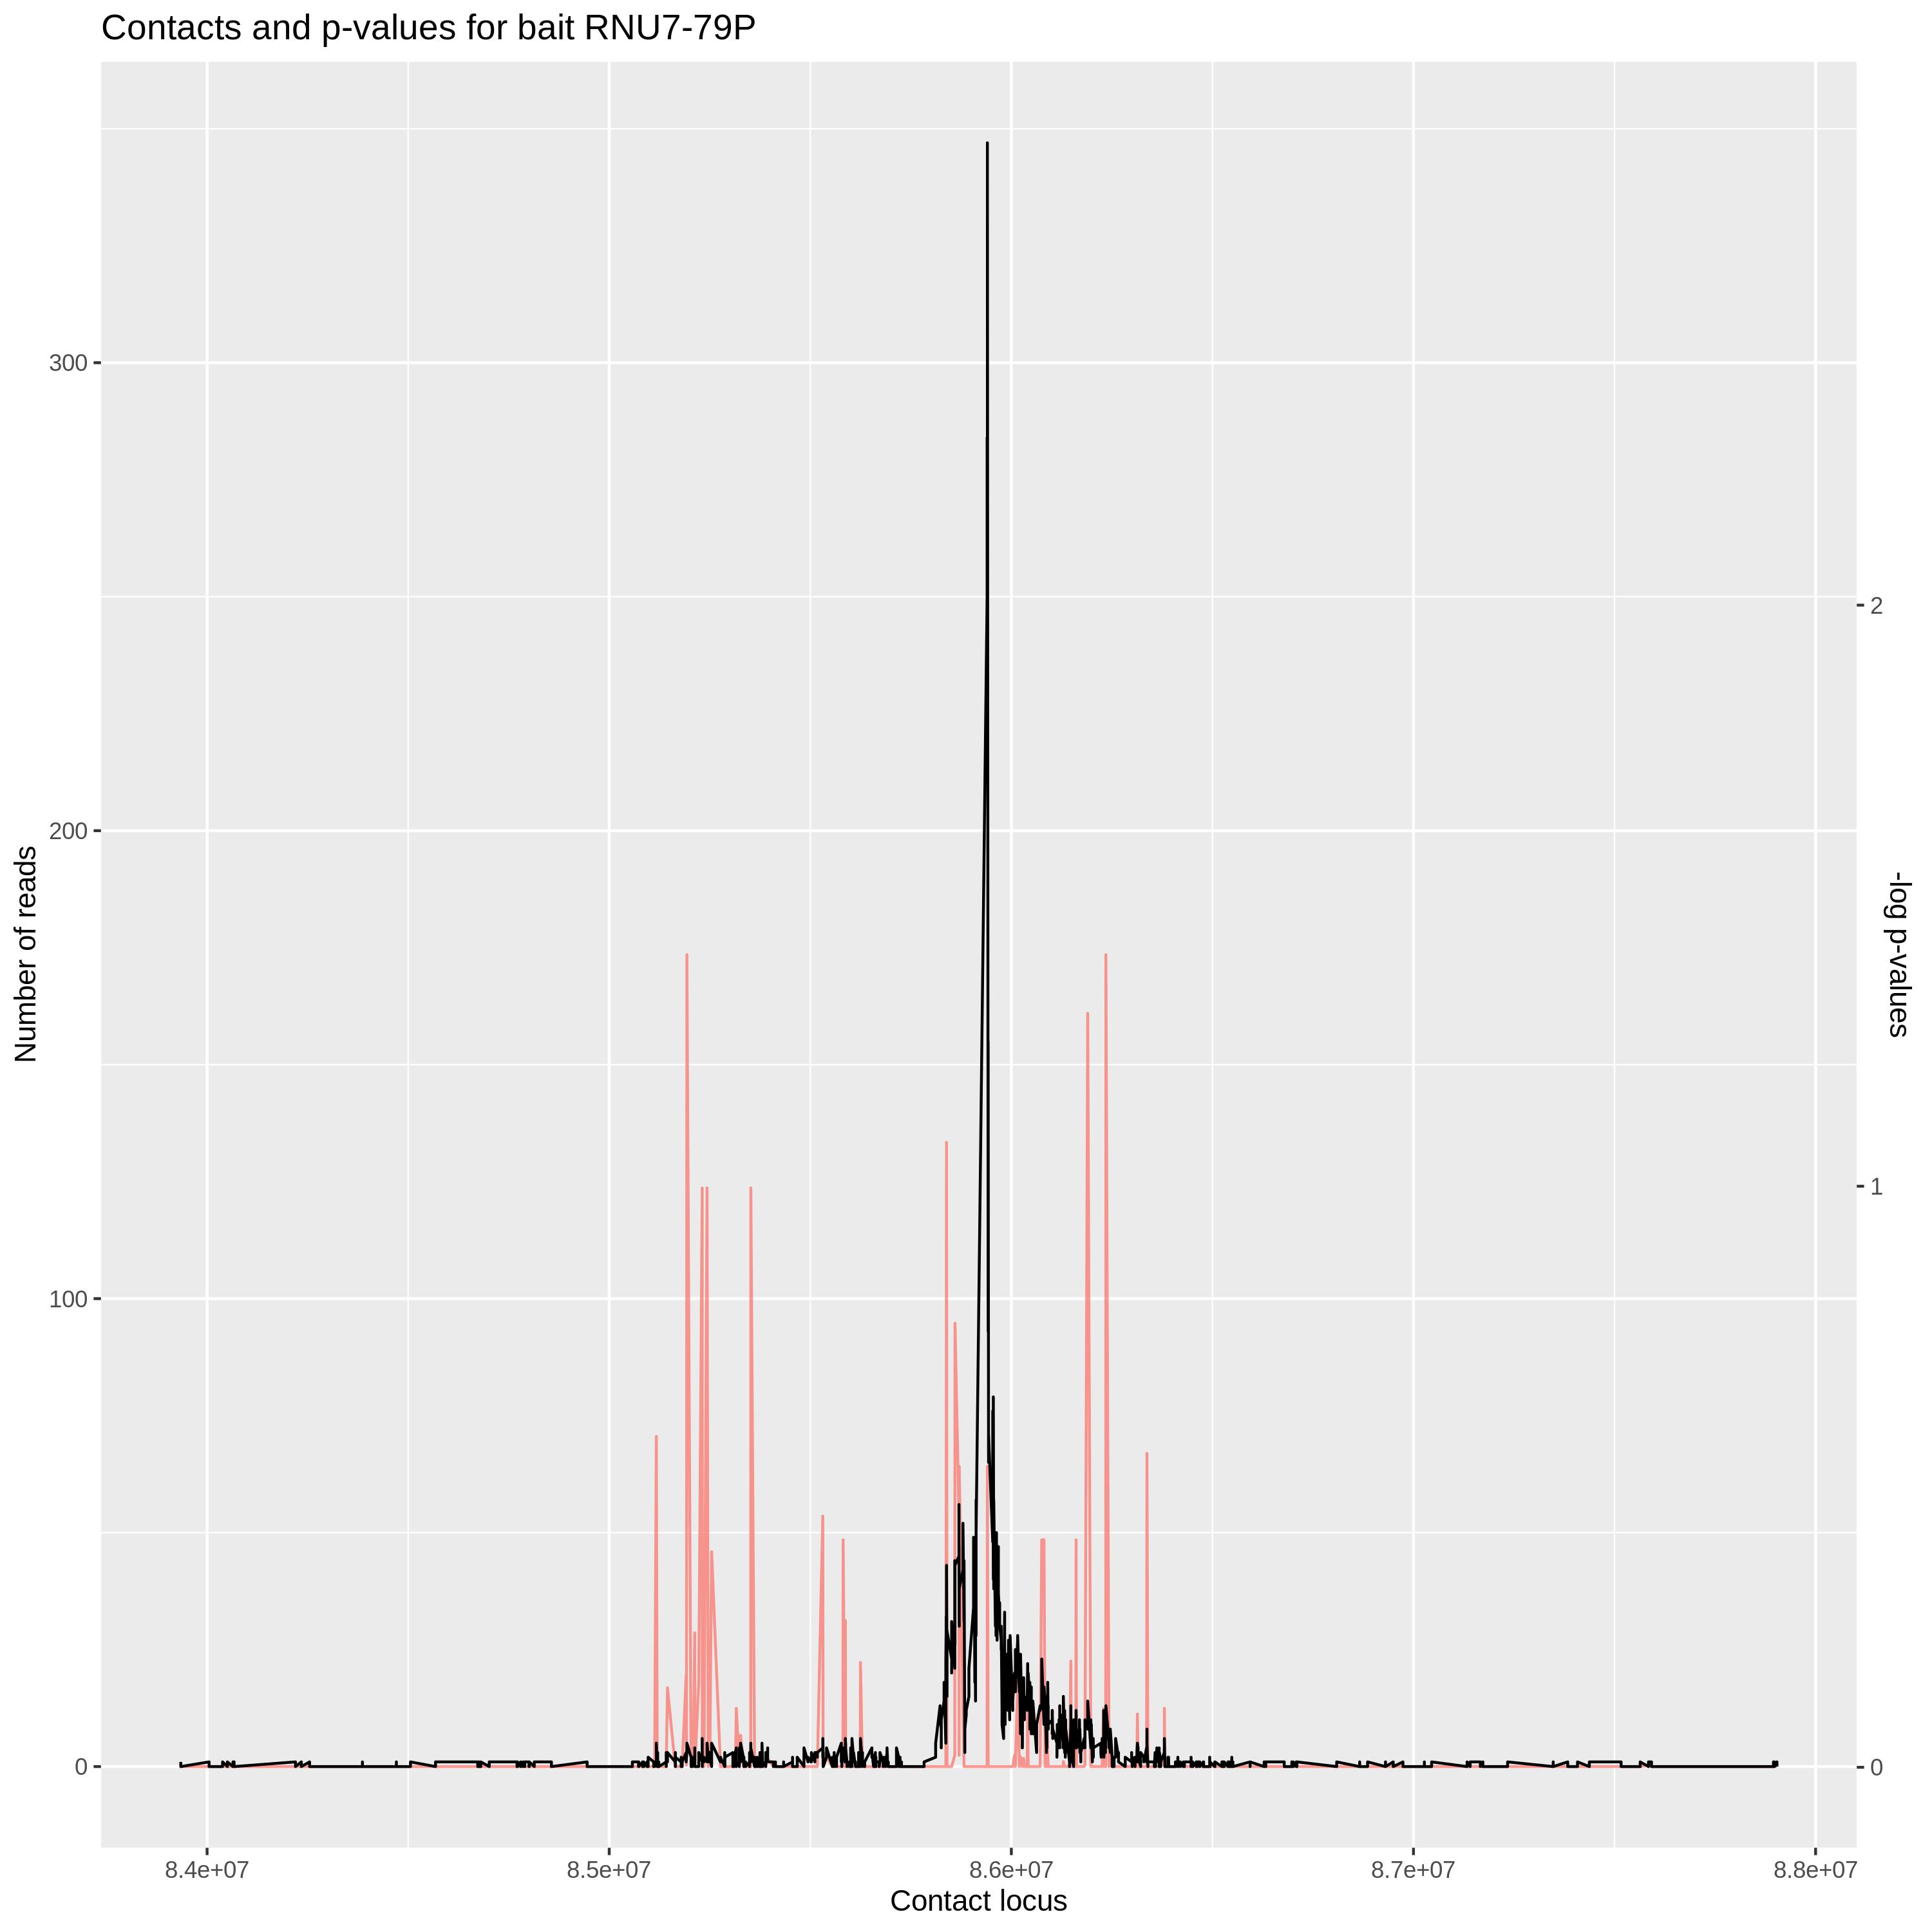 Contacts and p-values for bait RNU7-79P
300
200
100
0
Number of reads
2
1
0
-log p-values
8.4e+07 8.5e+07 8.6e+07 8.7e+07 8.8e+07
Contact locus